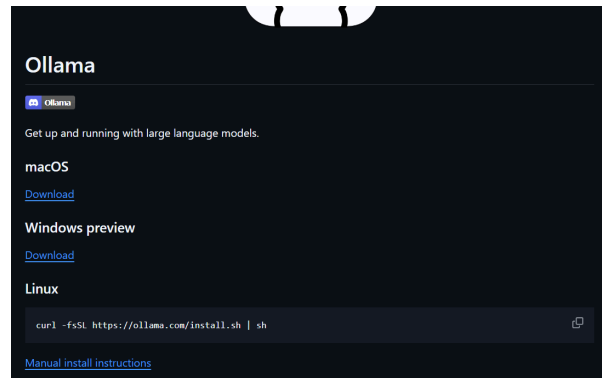 Ollama
Ollama
Get up and running with large language models.
macOS
Download
Windows preview
Download
Linux
curl -fsSL https://ollama.com/install.sh | sh
Manual install instructions